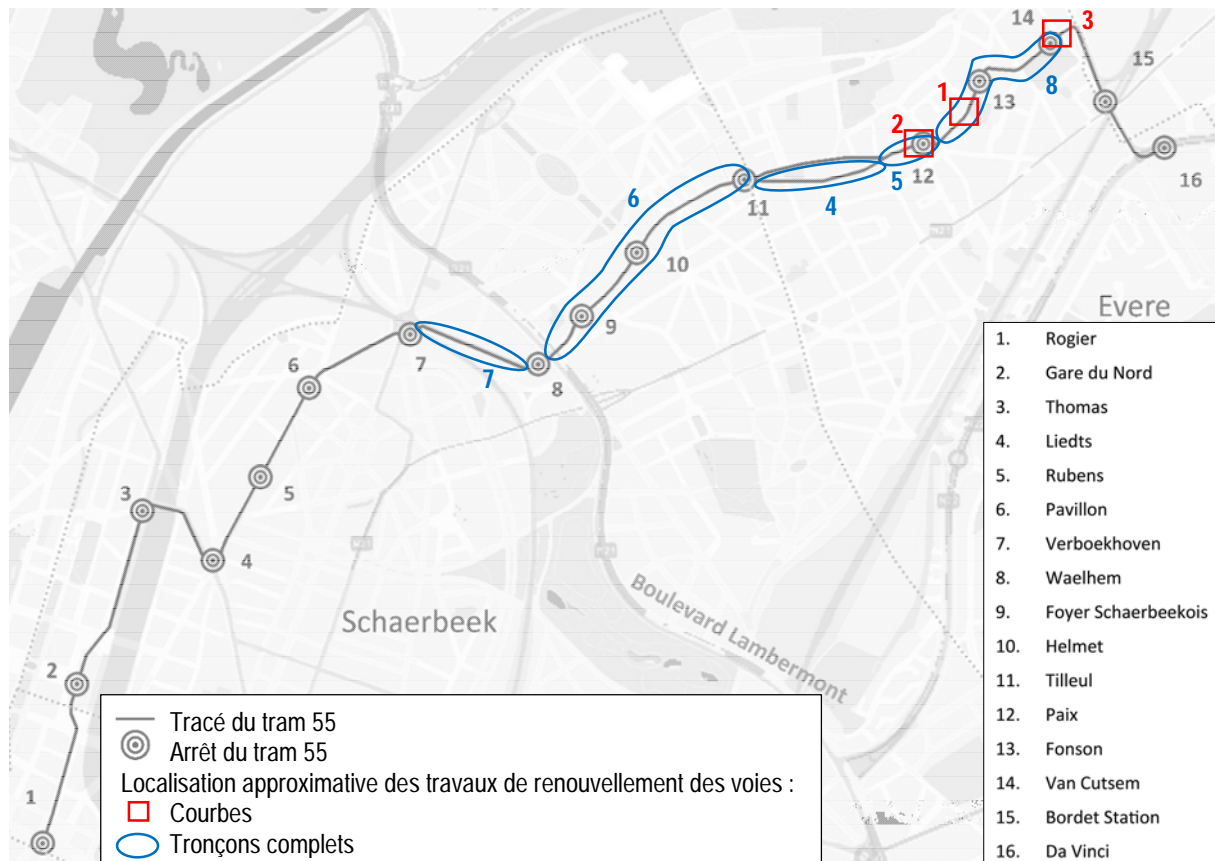 14
3
15
1
13
8
2
12
16
5
11
4
6
10
9
Evere
7
7
8
6
5
3
4
Schaerbeek
Boulevard Lambermont
2
1
Tracé du tram 55
Arrêt du tram 55
Localisation approximative des travaux de renouvellement des voies :
Courbes
Tronçons complets
1. Rogier
2. Gare du Nord
3. Thomas
4. Liedts
5. Rubens
6. Pavillon
7. Verboekhoven
8. Waelhem
9. Foyer Schaerbeekois
10. Helmet
11. Tilleul
12. Paix
13. Fonson
14. Van Cutsem
15. Bordet Station
16. Da Vinci